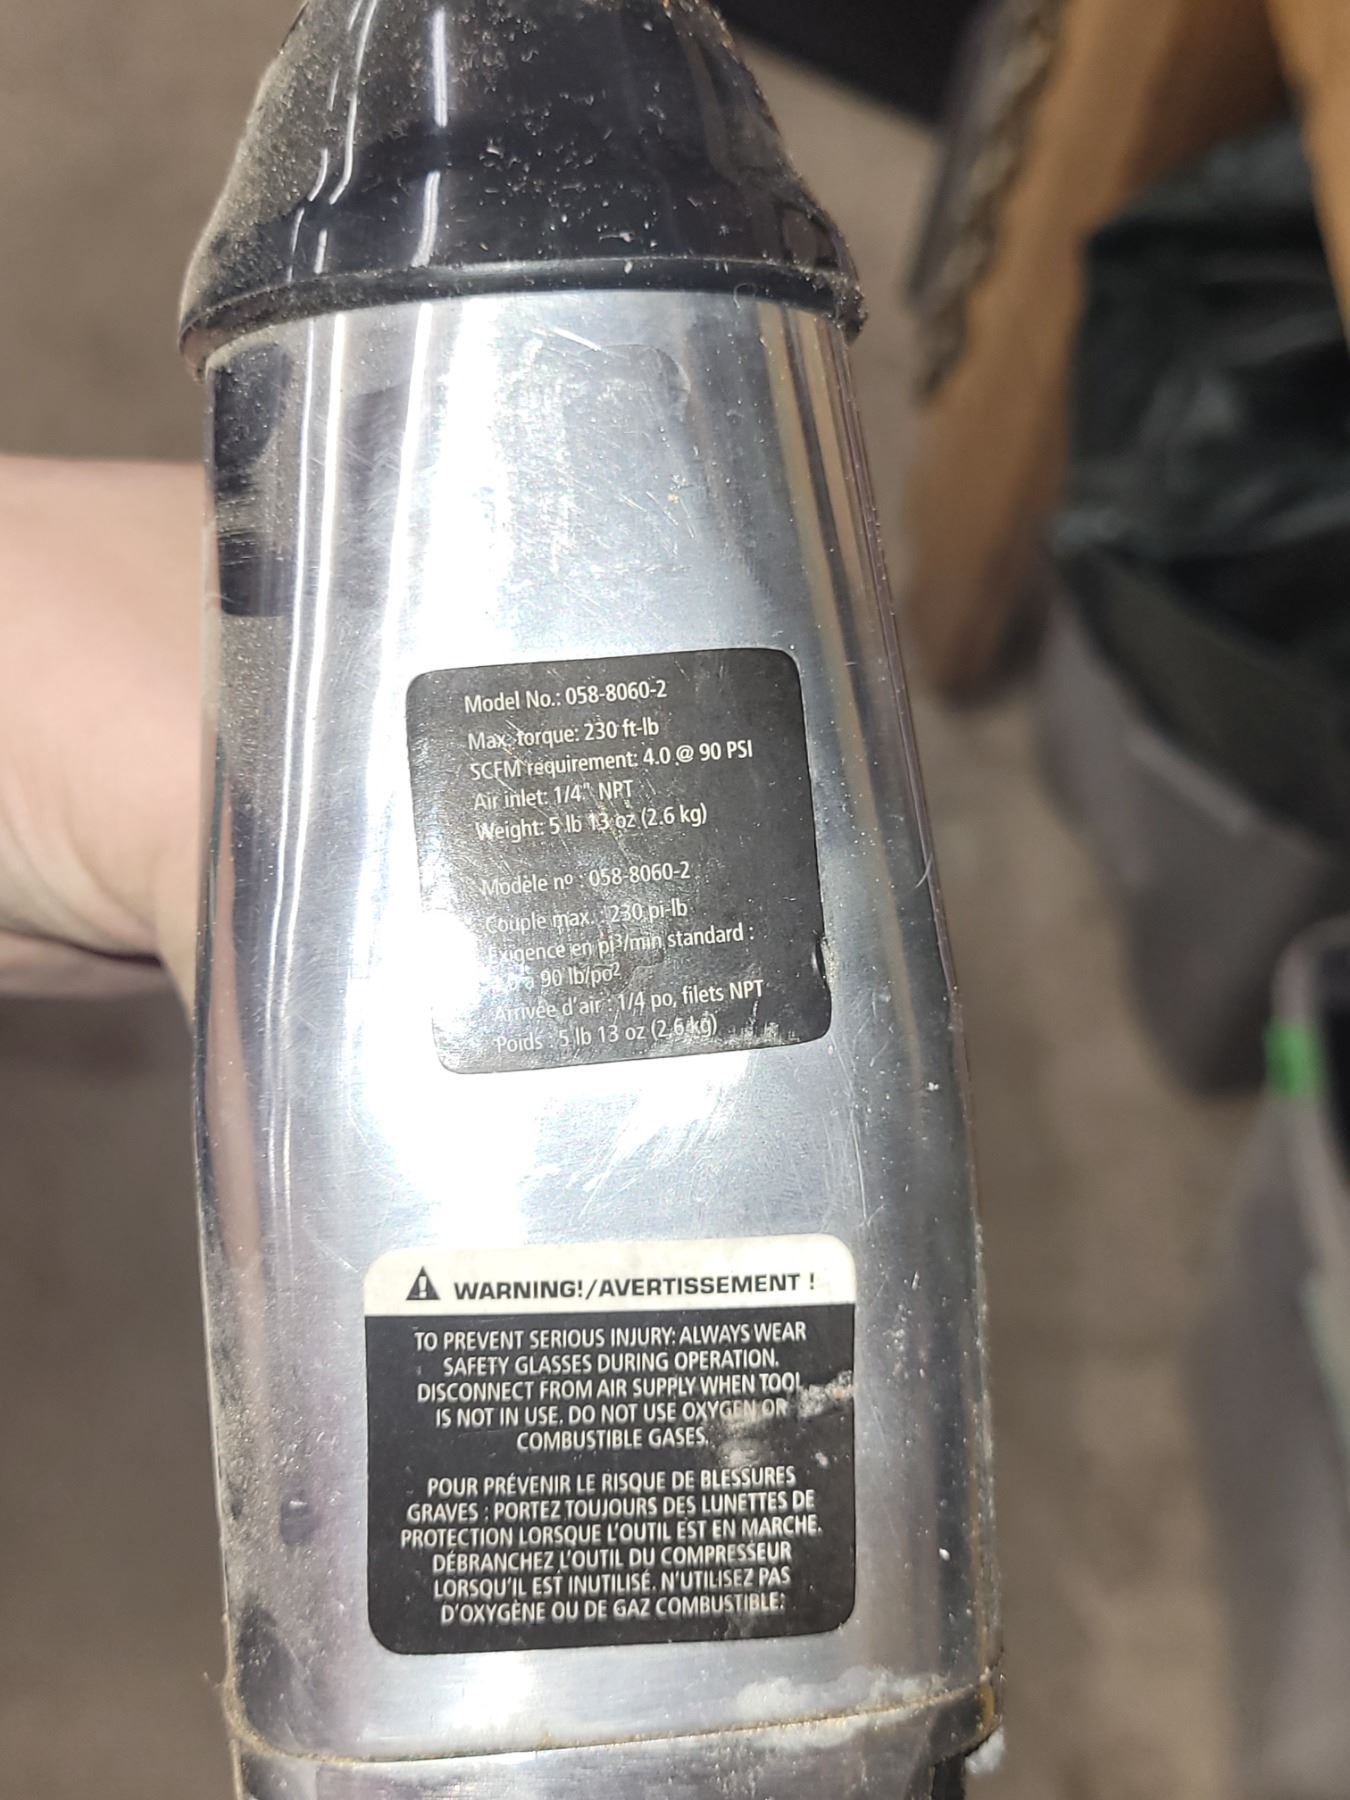 Model No.: 058-8060-2
Max. torque: 230 ft-lb
SCFM requirement: 4.0 @ 90 PSI
Air inlet: 1/4" NPT
Weight: 5 lb 13 oz (2.6 kg)
Modèle nº : 058-8060-2
Couple max. : 230 pi-lb
Exigence en pi³/min standard :
à 90 lb/po²
Arrivée d'air : 1/4 po, filets NPT
Poids : 5 lb 13 oz (2,6 kg)
WARNING!/AVERTISSEMENT !
TO PREVENT SERIOUS INJURY: ALWAYS WEAR
SAFETY GLASSES DURING OPERATION.
DISCONNECT FROM AIR SUPPLY WHEN TOOL
IS NOT IN USE. DO NOT USE OXYGEN OR
COMBUSTIBLE GASES.
POUR PRÉVENIR LE RISQUE DE BLESSURES
GRAVES : PORTEZ TOUJOURS DES LUNETTES DE
PROTECTION LORSQUE L'OUTIL EST EN MARCHE.
DÉBRANCHEZ L'OUTIL DU COMPRESSEUR
LORSQU'IL EST INUTILISÉ. N'UTILISEZ PAS
D'OXYGÈNE OU DE GAZ COMBUSTIBLE.